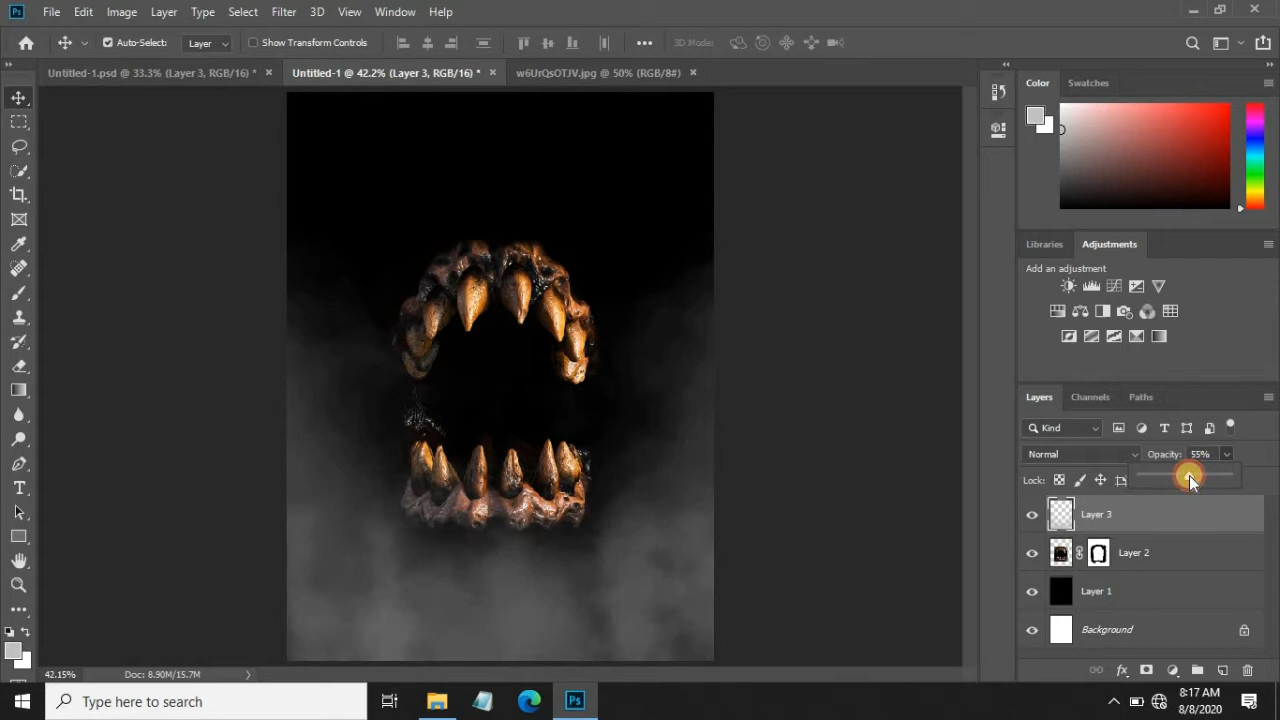 Ps File Edit Image Layer Type Select Filter 3D View Window Help
Auto-Select: Layer Show Transform Controls 3D Mode:
Untitled-1.psd @ 33.3% (Layer 3, RGB/16) * Untitled-1 @ 42.2% (Layer 3, RGB/16) * w6UrQsOTJV.jpg @ 50% (RGB/8#)
Color Swatches
Libraries Adjustments
Add an adjustment
Layers Channels Paths
Kind
Normal Opacity: 55%
Lock:
Layer 3
Layer 2
Layer 1
Background
42.15% Doc: 8.90M/15.7M
Type here to search Ps 8:17 AM
8/8/2020